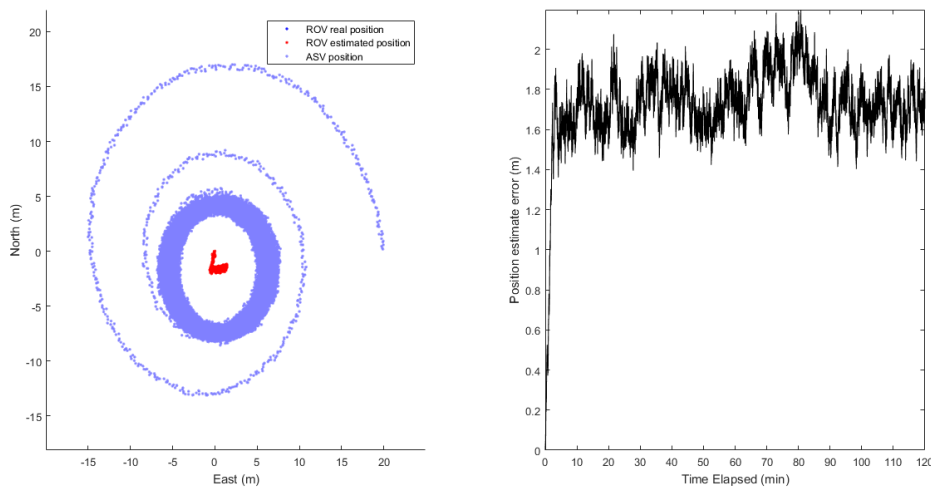 ROV real position
ROV estimated position
ASV position
20
15
10
5
0
-5
-10
-15
North (m)
-15 -10 -5 0 5 10 15 20
East (m)
2
1.8
1.6
1.4
1.2
1
0.8
0.6
0.4
0.2
0
Position estimate error (m)
0 10 20 30 40 50 60 70 80 90 100 110 120
Time Elapsed (min)